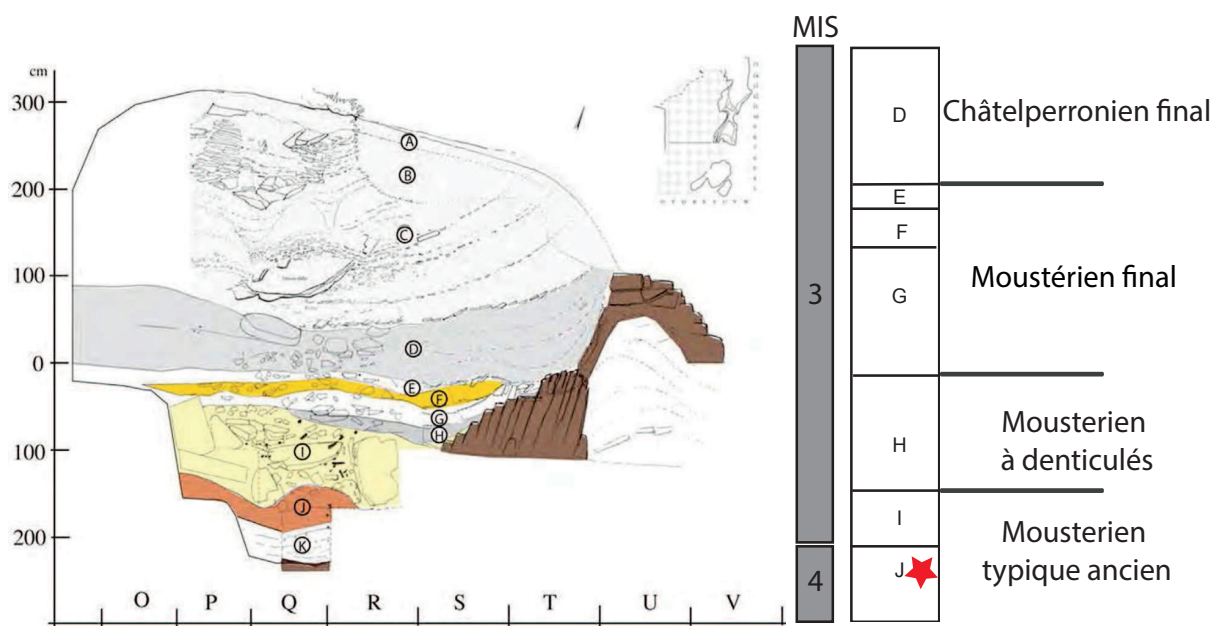 MIS
cm
300
200
100
0
100
200
A
B
C
D
E
F
G
H
I
J
K
O P Q R S T U V
3
4
D
E
F
G
H
I
J
Châtelperronien final
Moustérien final
Mousterien
à denticulés
Mousterien
typique ancien